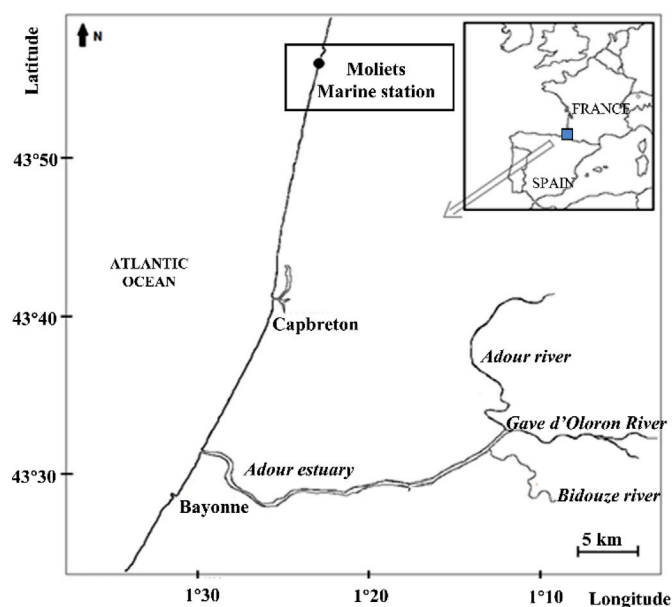 Latitude
N
Moliets
Marine station
FRANCE
SPAIN
43°50
ATLANTIC
OCEAN
43°40
Capbreton
Adour river
Gave d'Oloron River
43°30
Adour estuary
Bidouze river
Bayonne
5 km
1°30
1°20
1°10
Longitude